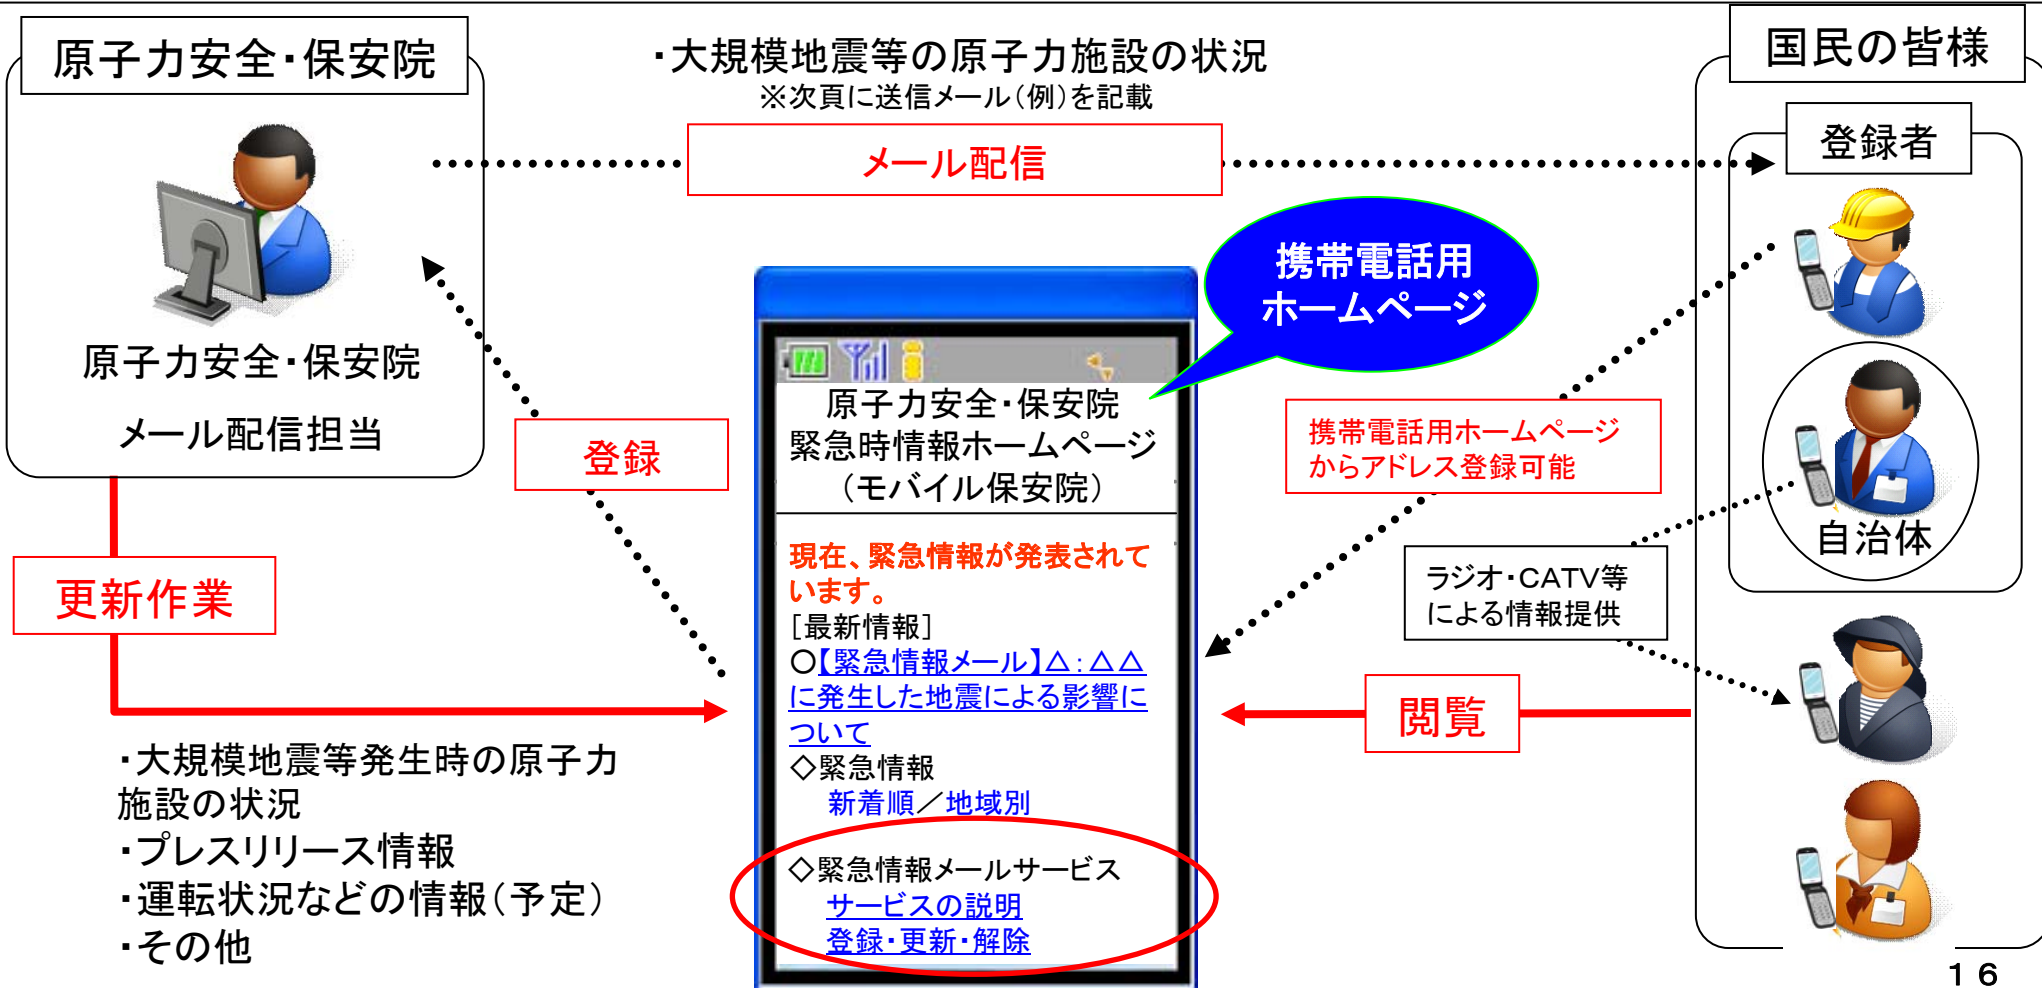 原子力安全・保安院
・大規模地震等の原子力施設の状況
※次頁に送信メール（例）を記載
国民の皆様
メール配信
登録者
携帯電話用
ホームページ
原子力安全・保安院
メール配信担当
登録
原子力安全・保安院
緊急時情報ホームページ
（モバイル保安院）
携帯電話用ホームページ
からアドレス登録可能
自治体
現在、緊急情報が発表されて
います。
［最新情報］
○【緊急情報メール】△：△△
に発生した地震による影響に
ついて
◇緊急情報
新着順／地域別
◇緊急情報メールサービス
サービスの説明
登録・更新・解除
ラジオ・CATV等
による情報提供
更新作業
閲覧
・大規模地震等発生時の原子力
施設の状況
・プレスリリース情報
・運転状況などの情報（予定）
・その他
１６